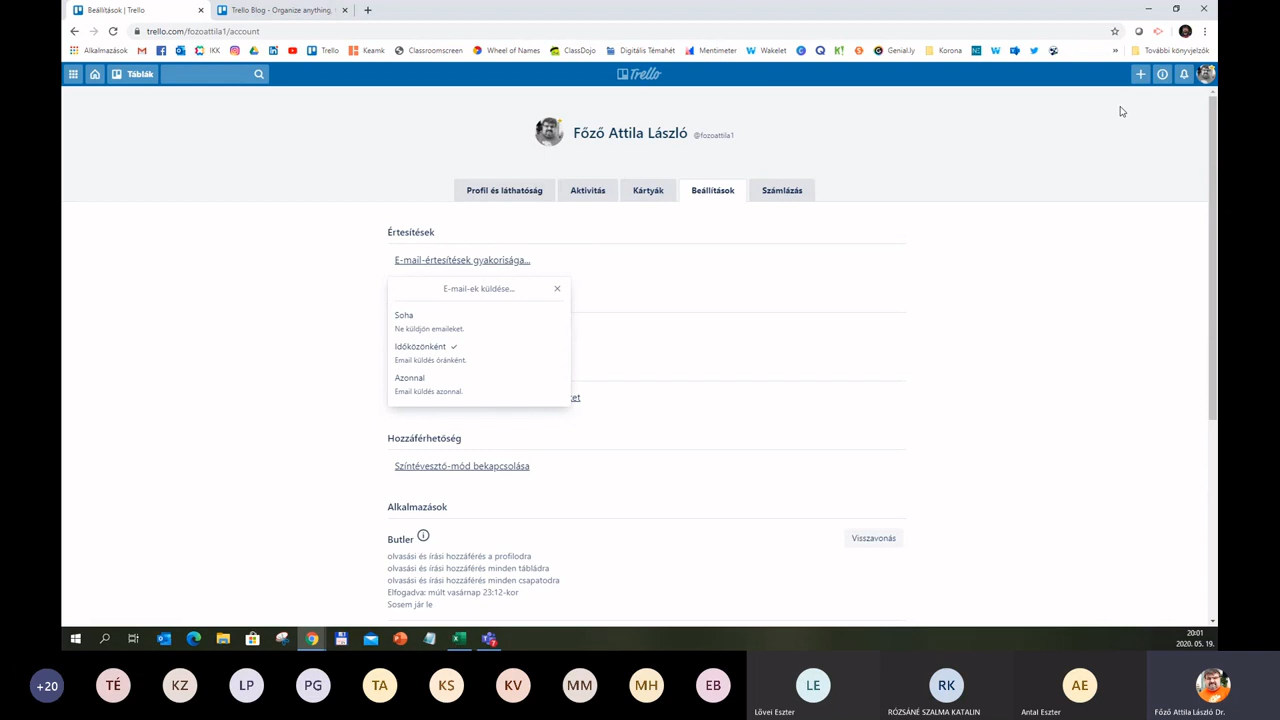 Beállítások | Trello
Trello Blog - Organize anything,
trello.com/fozoattila1/account
Alkalmazások
IKK
Trello
Keamk
Classroomscreen
Wheel of Names
ClassDojo
Digitális Témahét
Mentimeter
Wakelet
Genial.ly
Korona
»
További könyvjelzők
Táblák
Trello
Főző Attila László @fozoattila1
Profil és láthatóság
Aktivitás
Kártyák
Beállítások
Számlázás
Értesítések
E-mail-értesítések gyakorisága...
E-mail-ek küldése...
Soha
Ne küldjön emaileket.
Időközönként
Email küldés óránként.
Azonnal
Email küldés azonnal.
et
Hozzáférhetőség
Színtévesztő-mód bekapcsolása
Alkalmazások
Butler
Visszavonás
olvasási és írási hozzáférés a profilodra
olvasási és írási hozzáférés minden tábládra
olvasási és írási hozzáférés minden csapatodra
Elfogadva: múlt vasárnap 23:12-kor
Sosem jár le
20:01
2020. 05. 19.
+20
TÉ
KZ
LP
PG
TA
KS
KV
MM
MH
EB
LE
RK
AE
Lövei Eszter
RÓZSÁNÉ SZALMA KATALIN
Antal Eszter
Főző Attila László Dr.